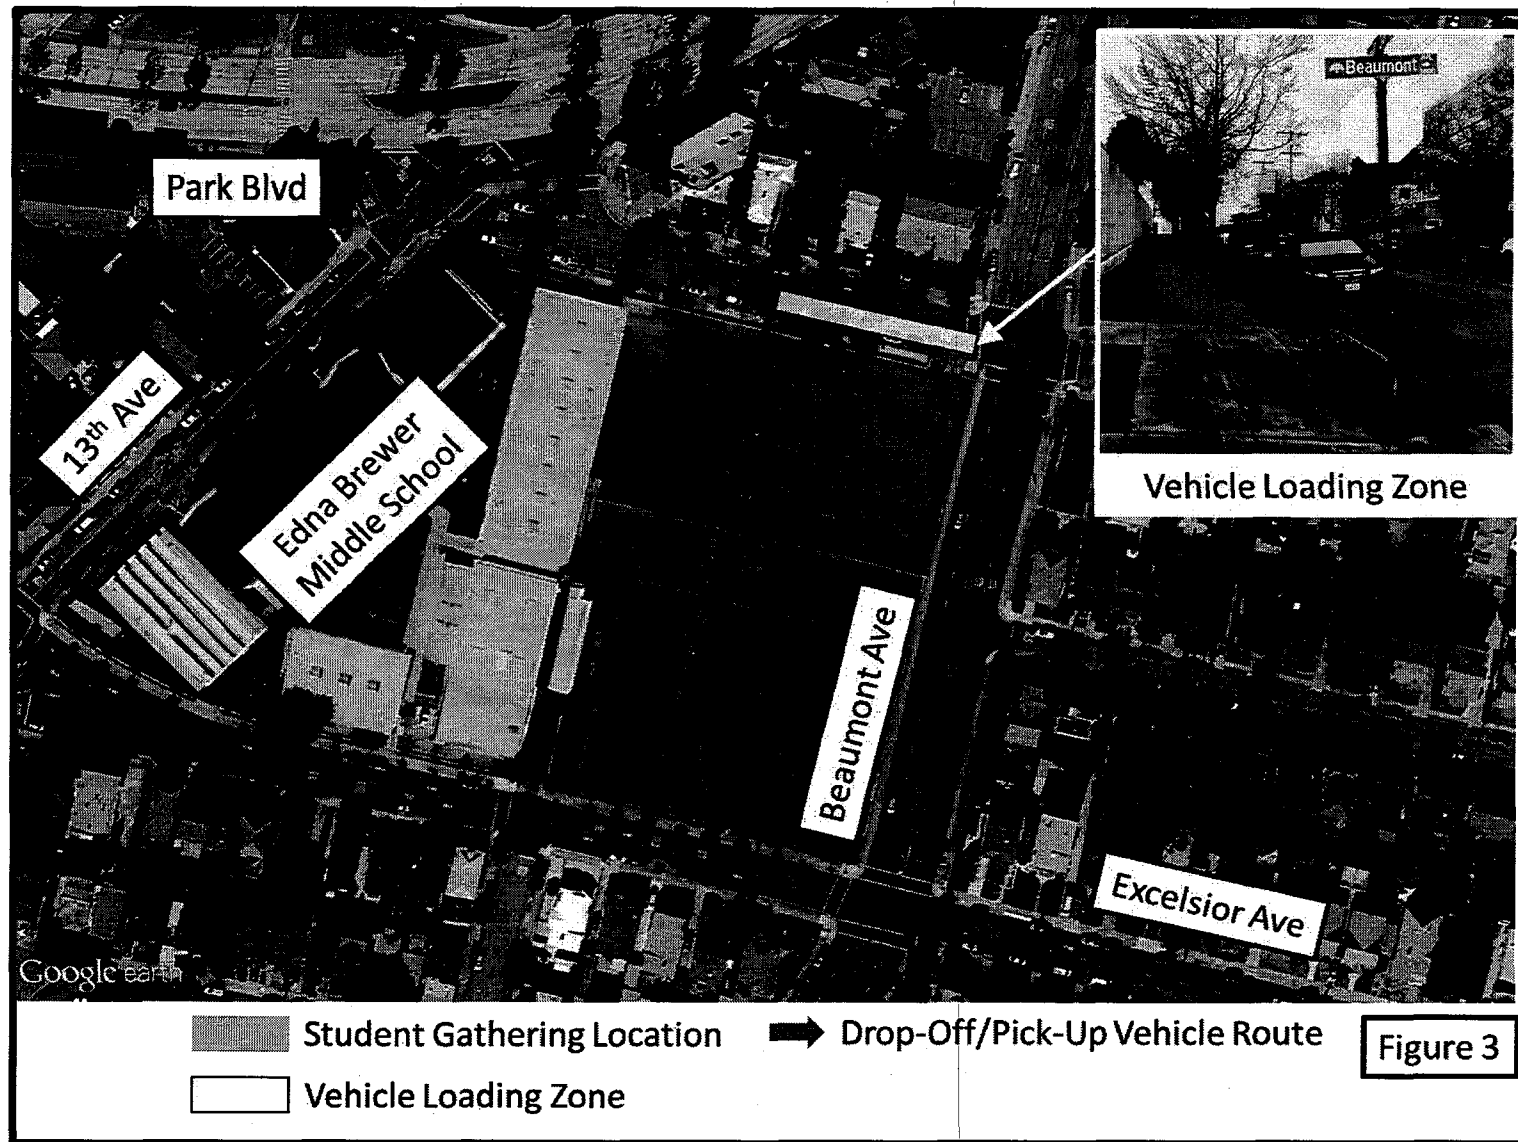 Beaumont
Park Blvd
13th Ave
Edna Brewer
Middle School
Vehicle Loading Zone
Beaumont Ave
Excelsior Ave
Google earth
Student Gathering Location
Drop-Off/Pick-Up Vehicle Route
Figure 3
Vehicle Loading Zone